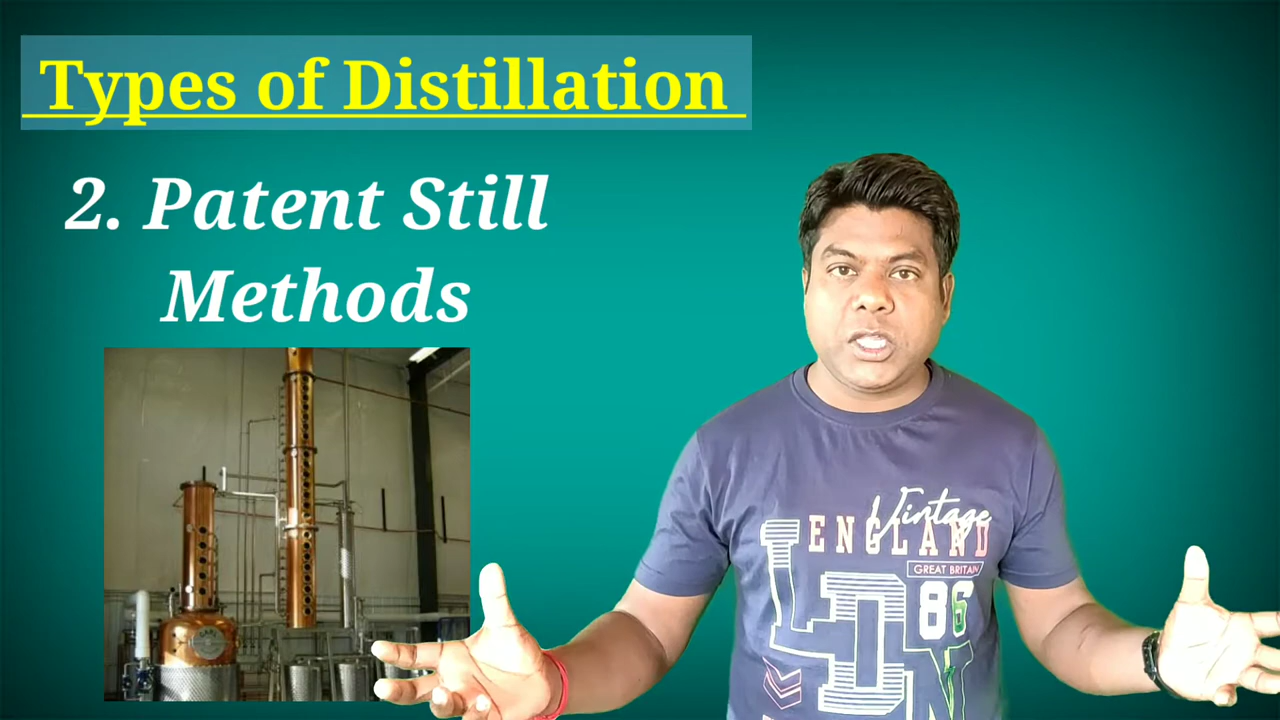 Types of Distillation
2. Patent Still
Methods
Vintage
ENGLAND
GREAT BRITAIN
86